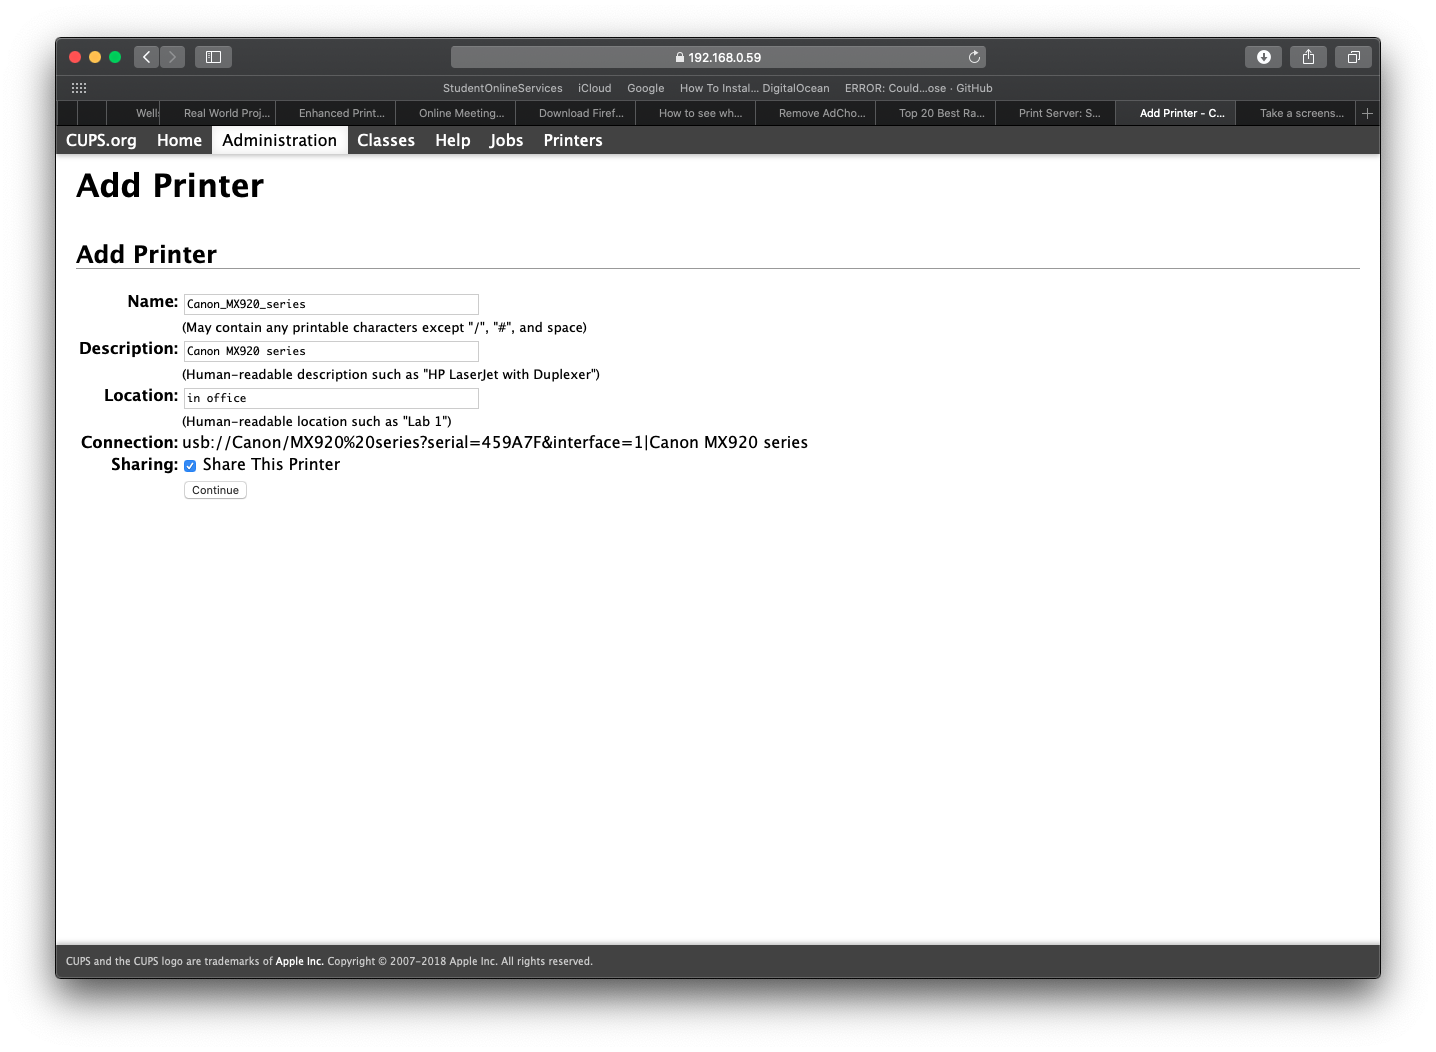 192.168.0.59
StudentOnlineServices iCloud Google How To Instal... DigitalOcean ERROR: Could...ose · GitHub
Wells Real World Proj... Enhanced Print... Online Meeting... Download Firef... How to see wh... Remove AdCho... Top 20 Best Ra... Print Server: S... Add Printer - C... Take a screens...
CUPS.org Home Administration Classes Help Jobs Printers
Add Printer
Add Printer
Name: Canon_MX920_series
(May contain any printable characters except "/", "#", and space)
Description: Canon MX920 series
(Human-readable description such as "HP LaserJet with Duplexer")
Location: in office
(Human-readable location such as "Lab 1")
Connection: usb://Canon/MX920%20series?serial=459A7F&interface=1|Canon MX920 series
Sharing: Share This Printer
Continue
CUPS and the CUPS logo are trademarks of Apple Inc. Copyright © 2007-2018 Apple Inc. All rights reserved.